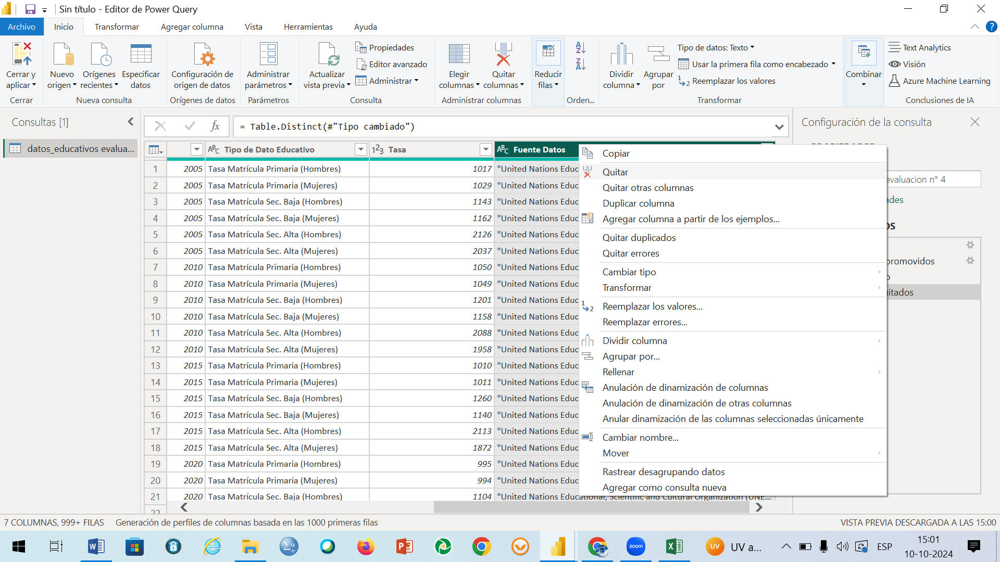 Sin título - Editor de Power Query
Archivo Inicio Transformar Agregar columna Vista Herramientas Ayuda
Cerrar y aplicar
Cerrar
Nuevo origen
Orígenes recientes
Especificar datos
Nueva consulta
Configuración de origen de datos
Orígenes de datos
Administrar parámetros
Parámetros
Actualizar vista previa
Propiedades
Editor avanzado
Administrar
Consulta
Elegir columnas
Quitar columnas
Administrar columnas
Reducir filas
Orden...
Dividir columna
Agrupar por
Tipo de datos: Texto
Usar la primera fila como encabezado
Reemplazar los valores
Transformar
Combinar
Text Analytics
Visión
Azure Machine Learning
Conclusiones de IA
Consultas [1]
datos_educativos evalua...
fx
= Table.Distinct(#"Tipo cambiado")
ABC Tipo de Dato Educativo 123 Tasa ABC Fuente Datos
1 2005 Tasa Matrícula Primaria (Hombres) 1017 "United Nations Educ
2 2005 Tasa Matrícula Primaria (Mujeres) 1029 "United Nations Educ
3 2005 Tasa Matrícula Sec. Baja (Hombres) 1143 "United Nations Educ
4 2005 Tasa Matrícula Sec. Baja (Mujeres) 1162 "United Nations Educ
5 2005 Tasa Matrícula Sec. Alta (Hombres) 2126 "United Nations Educ
6 2005 Tasa Matrícula Sec. Alta (Mujeres) 2037 "United Nations Educ
7 2010 Tasa Matrícula Primaria (Hombres) 1050 "United Nations Educ
8 2010 Tasa Matrícula Primaria (Mujeres) 1049 "United Nations Educ
9 2010 Tasa Matrícula Sec. Baja (Hombres) 1201 "United Nations Educ
10 2010 Tasa Matrícula Sec. Baja (Mujeres) 1158 "United Nations Educ
11 2010 Tasa Matrícula Sec. Alta (Hombres) 2088 "United Nations Educ
12 2010 Tasa Matrícula Sec. Alta (Mujeres) 1958 "United Nations Educ
13 2015 Tasa Matrícula Primaria (Hombres) 1010 "United Nations Educ
14 2015 Tasa Matrícula Primaria (Mujeres) 1011 "United Nations Educ
15 2015 Tasa Matrícula Sec. Baja (Hombres) 1260 "United Nations Educ
16 2015 Tasa Matrícula Sec. Baja (Mujeres) 1140 "United Nations Educ
17 2015 Tasa Matrícula Sec. Alta (Hombres) 2113 "United Nations Educ
18 2015 Tasa Matrícula Sec. Alta (Mujeres) 1872 "United Nations Educ
19 2020 Tasa Matrícula Primaria (Hombres) 995 "United Nations Educ
20 2020 Tasa Matrícula Primaria (Mujeres) 994 "United Nations Educ
21 2020 Tasa Matrícula Sec. Baja (Hombres) 1104 "United Nations Educational, Scientific and Cultural Organization (UNE...
22
Copiar
Quitar
Quitar otras columnas
Duplicar columna
Agregar columna a partir de los ejemplos...
Quitar duplicados
Quitar errores
Cambiar tipo
Transformar
Reemplazar los valores...
Reemplazar errores...
Dividir columna
Agrupar por...
Rellenar
Anulación de dinamización de columnas
Anulación de dinamización de otras columnas
Anular dinamización de las columnas seleccionadas únicamente
Cambiar nombre...
Mover
Rastrear desagrupando datos
Agregar como consulta nueva
Configuración de la consulta
evaluacion n° 4
ades
OS
promovidos
o
itados
7 COLUMNAS, 999+ FILAS Generación de perfiles de columnas basada en las 1000 primeras filas VISTA PREVIA DESCARGADA A LAS 15:00
zoom
UV UV a...
ESP
15:01
10-10-2024